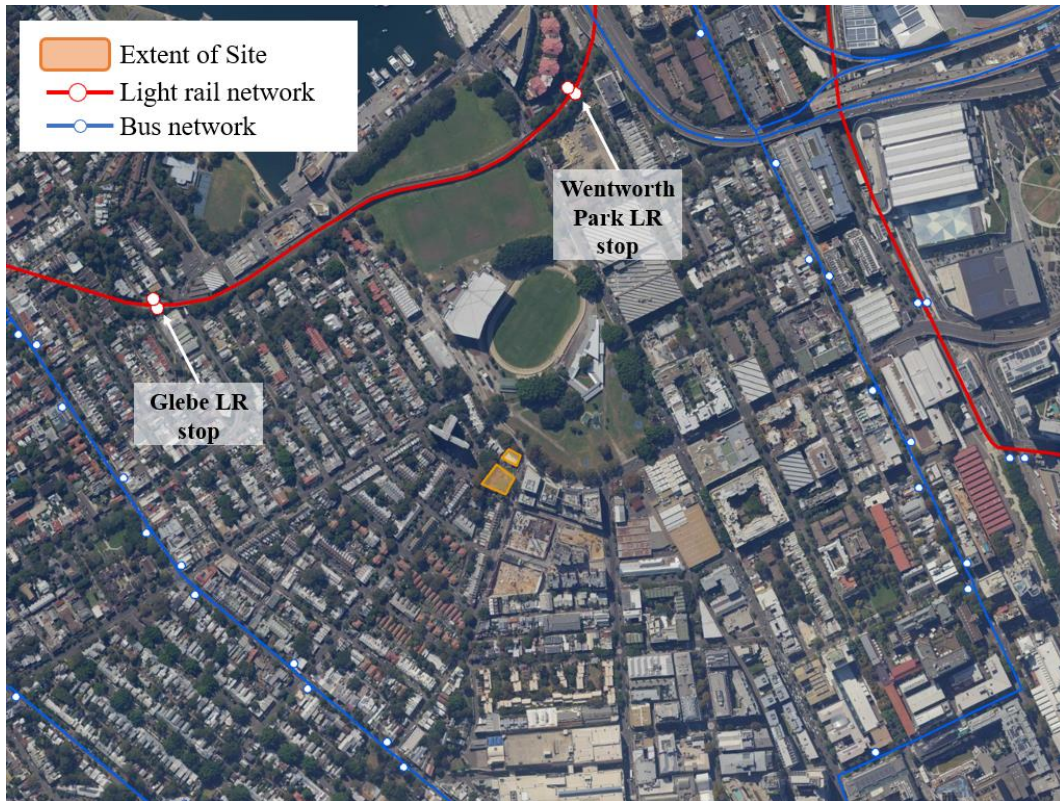 Extent of Site
Light rail network
Bus network
Wentworth
Park LR
stop
Glebe LR
stop